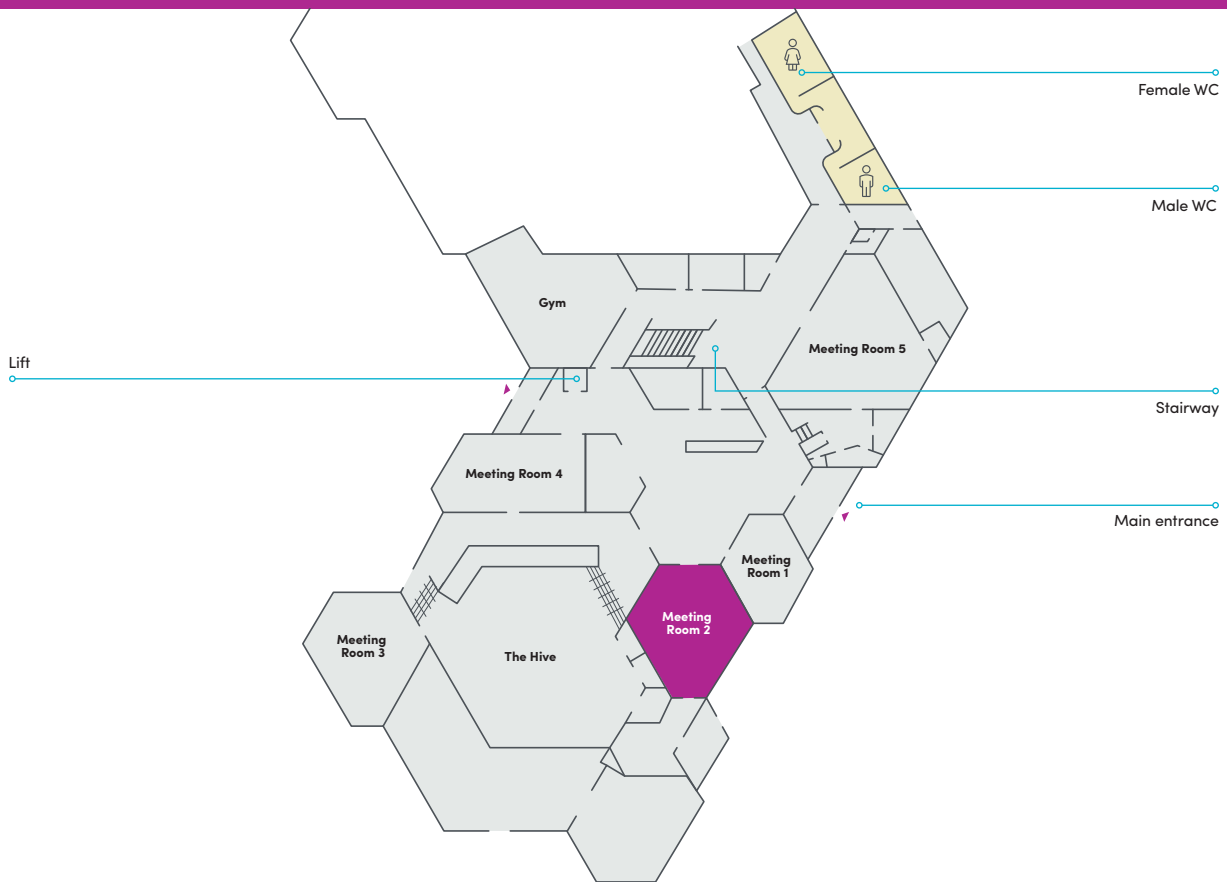 Female WC
Male WC
Gym
Meeting Room 5
Lift
Stairway
Meeting Room 4
Main entrance
Meeting
Room 1
Meeting
Room 2
Meeting
Room 3
The Hive